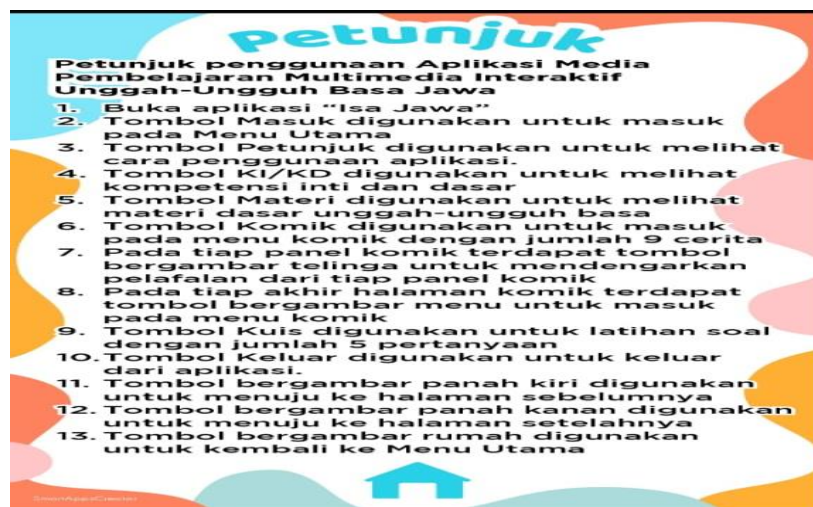 Petunjuk
Petunjuk penggunaan Aplikasi Media
Pembelajaran Multimedia Interaktif
Unggah-Ungguh Basa Jawa
1. Buka aplikasi “Isa Jawa”
2. Tombol Masuk digunakan untuk masuk
pada Menu Utama
3. Tombol Petunjuk digunakan untuk melihat
cara penggunaan aplikasi.
4. Tombol KI/KD digunakan untuk melihat
kompetensi inti dan dasar
5. Tombol Materi digunakan untuk melihat
materi dasar unggah-ungguh basa
6. Tombol Komik digunakan untuk masuk
pada menu komik dengan jumlah 9 cerita
7. Pada tiap panel komik terdapat tombol
bergambar telinga untuk mendengarkan
pelafalan dari tiap panel komik
8. Pada tiap akhir halaman komik terdapat
tombol bergambar menu untuk masuk
pada menu komik
9. Tombol Kuis digunakan untuk latihan soal
dengan jumlah 5 pertanyaan
10. Tombol Keluar digunakan untuk keluar
dari aplikasi.
11. Tombol bergambar panah kiri digunakan
untuk menuju ke halaman sebelumnya
12. Tombol bergambar panah kanan digunakan
untuk menuju ke halaman setelahnya
13. Tombol bergambar rumah digunakan
untuk kembali ke Menu Utama
SmartAppsCreator